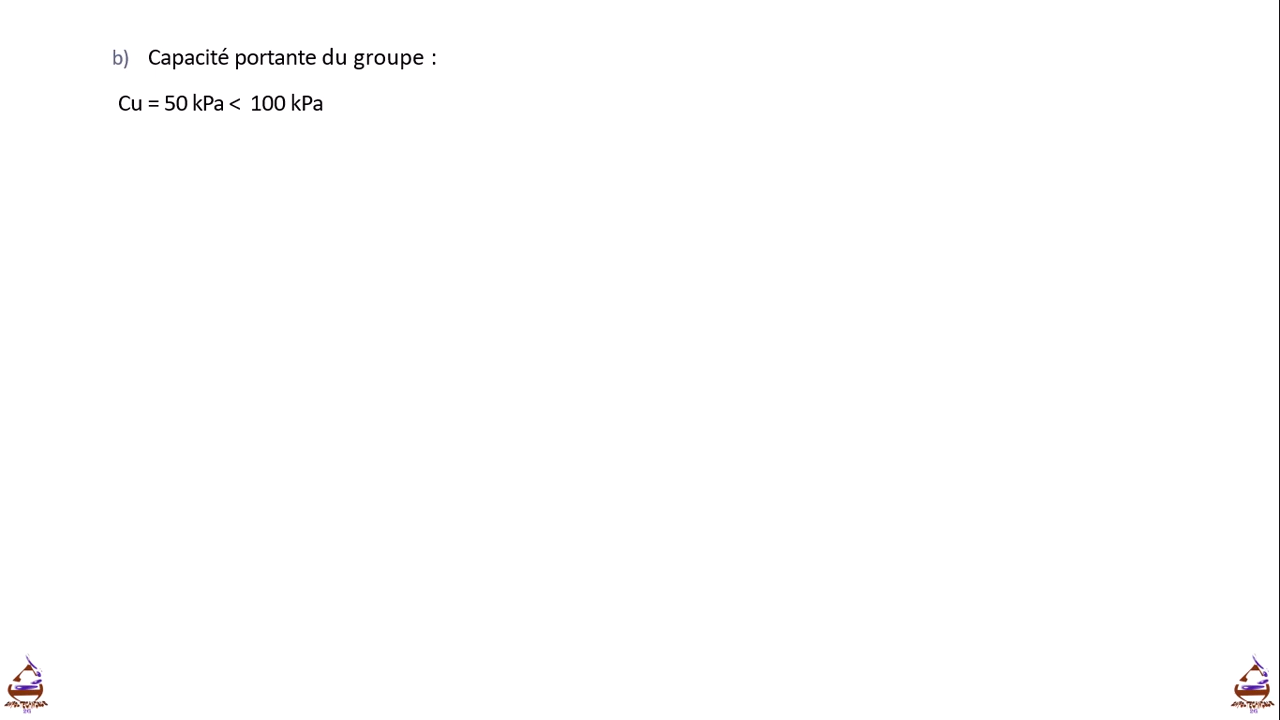 b) Capacité portante du groupe :
Cu = 50 kPa < 100 kPa